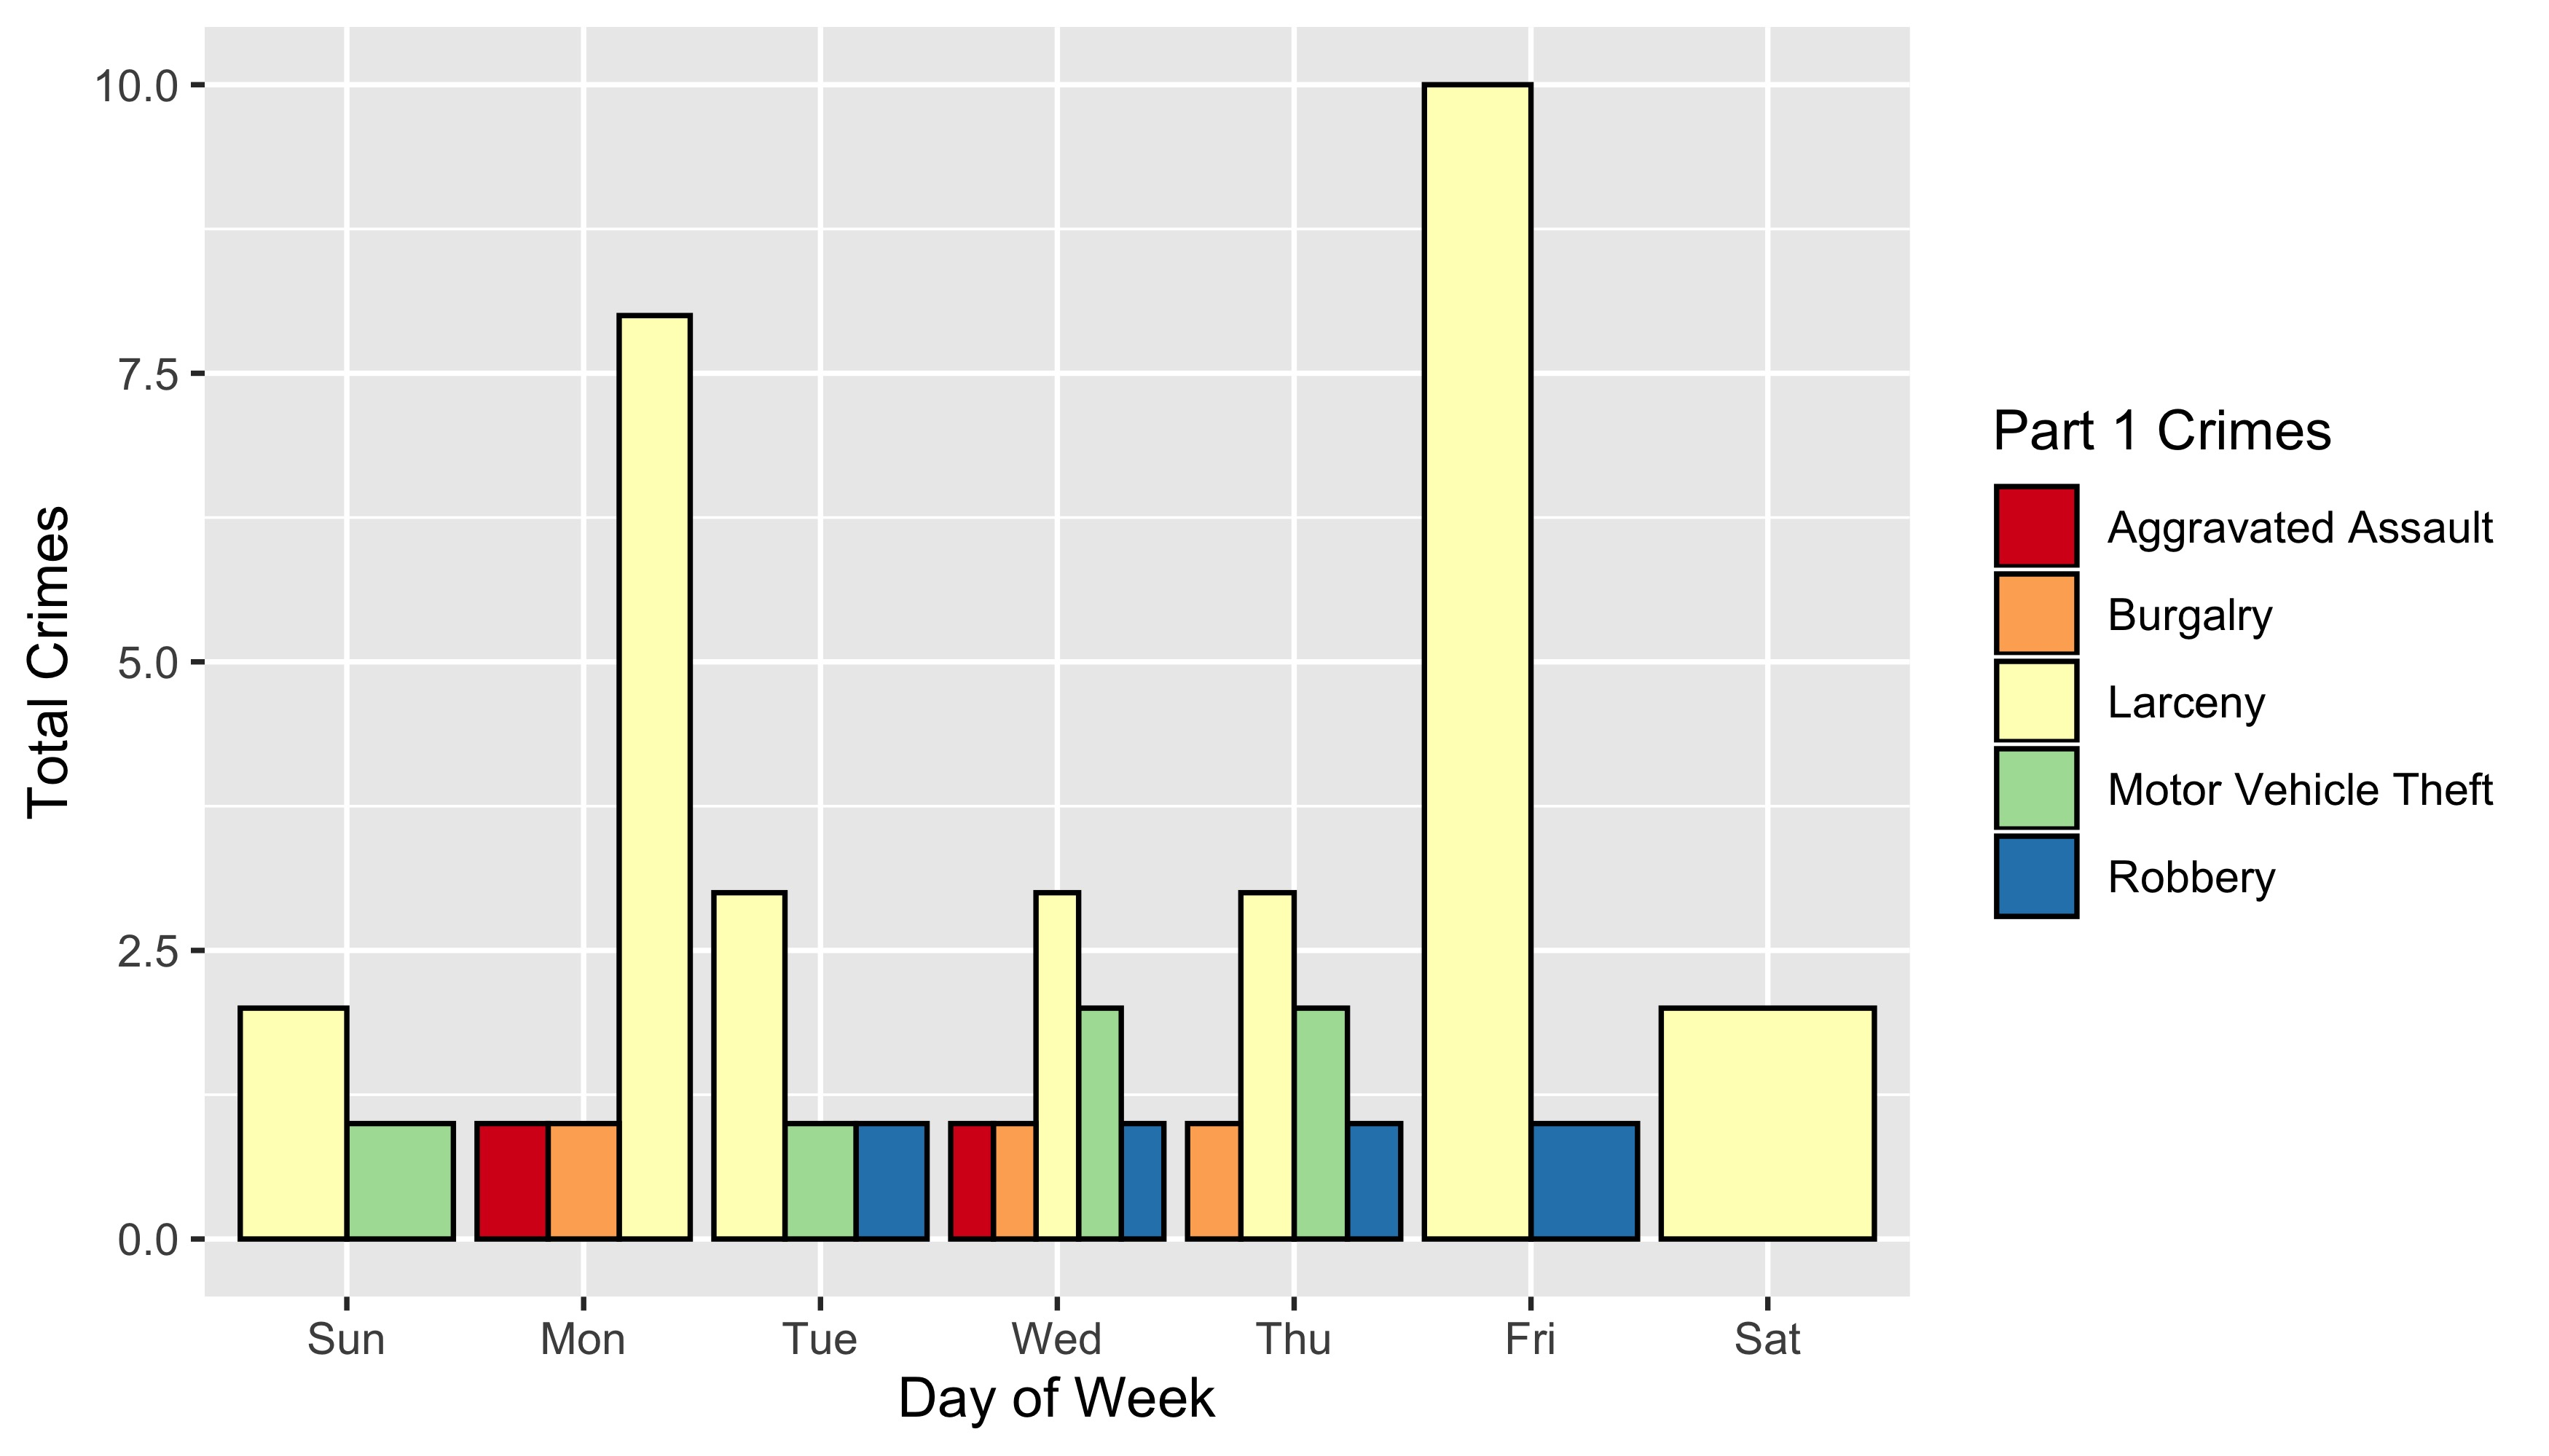 10.0
7.5
5.0
2.5
0.0
Total Crimes
Sun Mon Tue Wed Thu Fri Sat
Day of Week
Part 1 Crimes
Aggravated Assault
Burgalry
Larceny
Motor Vehicle Theft
Robbery